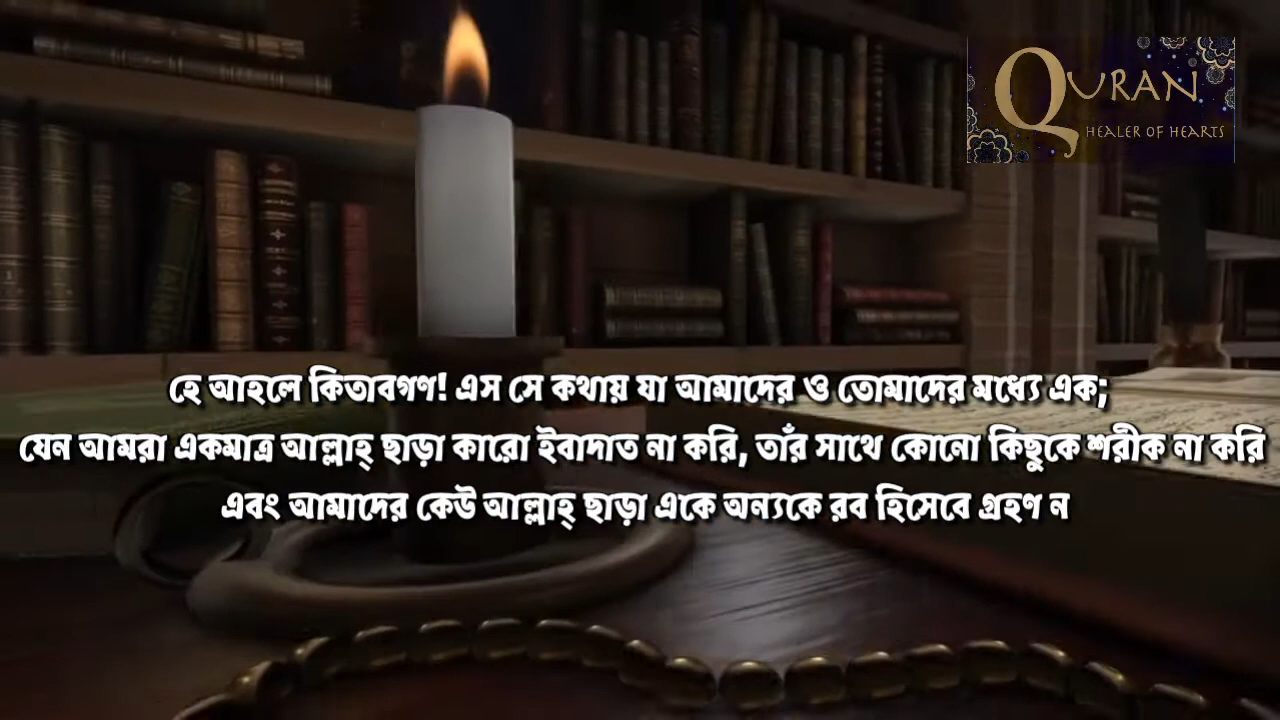 QURAN
HEALER OF HEARTS
হে আহলে কিতাবগণ! এস সে কথায় যা আমাদের ও তোমাদের মধ্যে এক;
যেন আমরা একমাত্র আল্লাহ্ ছাড়া কারো ইবাদাত না করি, তাঁর সাথে কোনো কিছুকে শরীক না করি
এবং আমাদের কেউ আল্লাহ্ ছাড়া একে অন্যকে রব হিসেবে গ্রহণ ন